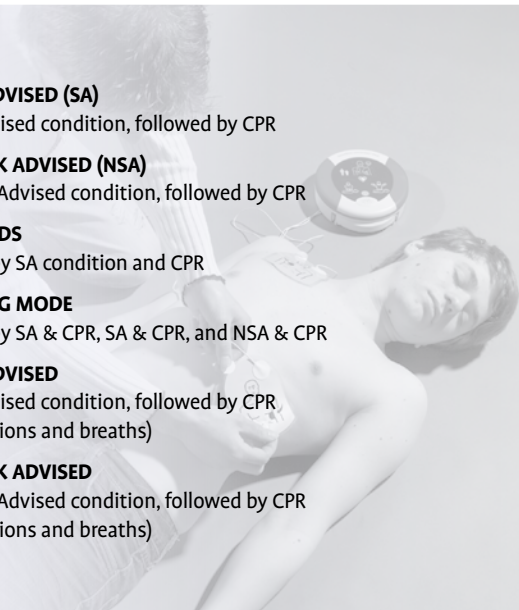 DVISED (SA)
ised condition, followed by CPR
K ADVISED (NSA)
Advised condition, followed by CPR
DS
y SA condition and CPR
G MODE
y SA & CPR, SA & CPR, and NSA & CPR
DVISED
ised condition, followed by CPR
ions and breaths)
K ADVISED
Advised condition, followed by CPR
ions and breaths)